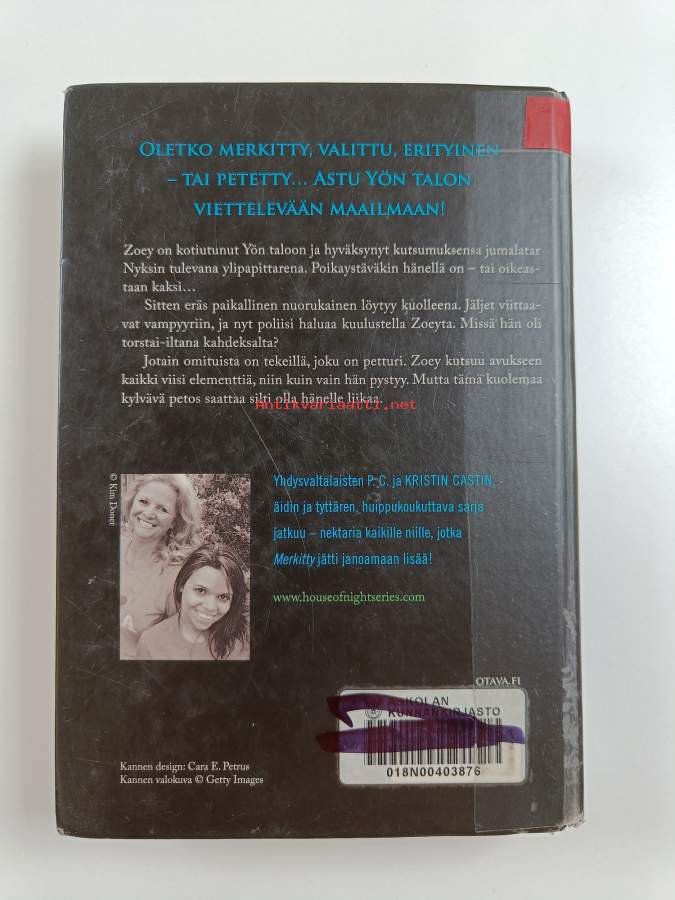 OLETKO MERKITTY, VALITTU, ERITYINEN
– TAI PETETTY... ASTU YÖN TALON
VIETTELEVÄÄN MAAILMAAN!
Zoey on kotiutunut Yön taloon ja hyväksynyt kutsumuksensa jumalatar
Nyksin tulevana ylipapittarena. Poikaystäväkin hänellä on – tai oikeas-
taan kaksi...
Sitten eräs paikallinen nuorukainen löytyy kuolleena. Jäljet viittaa-
vat vampyyriin, ja nyt poliisi haluaa kuulustella Zoeyta. Missä hän oli
torstai-iltana kahdeksalta?
Jotain omituista on tekeillä, joku on petturi. Zoey kutsuu avukseen
kaikki viisi elementtiä, niin kuin vain hän pystyy. Mutta tämä kuolemaa
kylvävä petos saattaa silti olla hänelle liikaa.
Antikvariaatti.net
© Kim Doner
Yhdysvaltalaisten P. C. ja KRISTIN CASTIN,
äidin ja tyttären, huippukoukuttava sarja
jatkuu – nektaria kaikille niille, jotka
Merkitty jätti janoamaan lisää!
www.houseofnightseries.com
OTAVA.FI
KOLAN
KUNNANKIRJASTO
018N00403876
Kannen design: Cara E. Petrus
Kannen valokuva © Getty Images